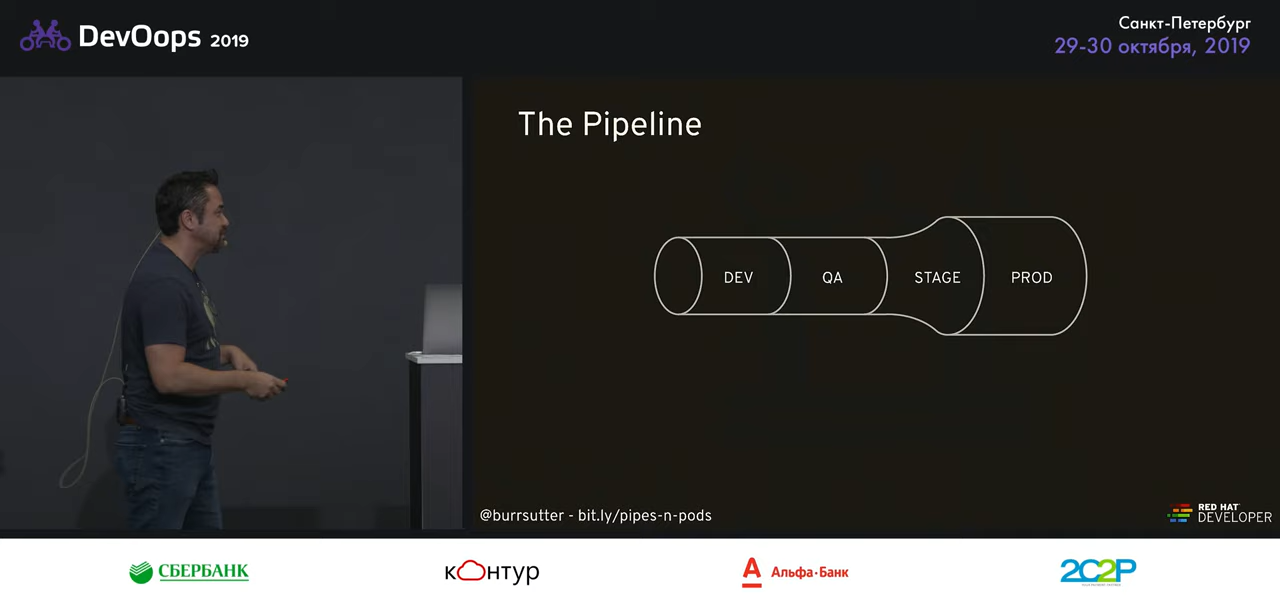 DevOops 2019
Санкт-Петербург
29-30 октября, 2019
The Pipeline
DEV QA STAGE PROD
@burrsutter - bit.ly/pipes-n-pods
RED HAT
DEVELOPER
СБЕРБАНК
контур
Альфа·Банк
2C2P